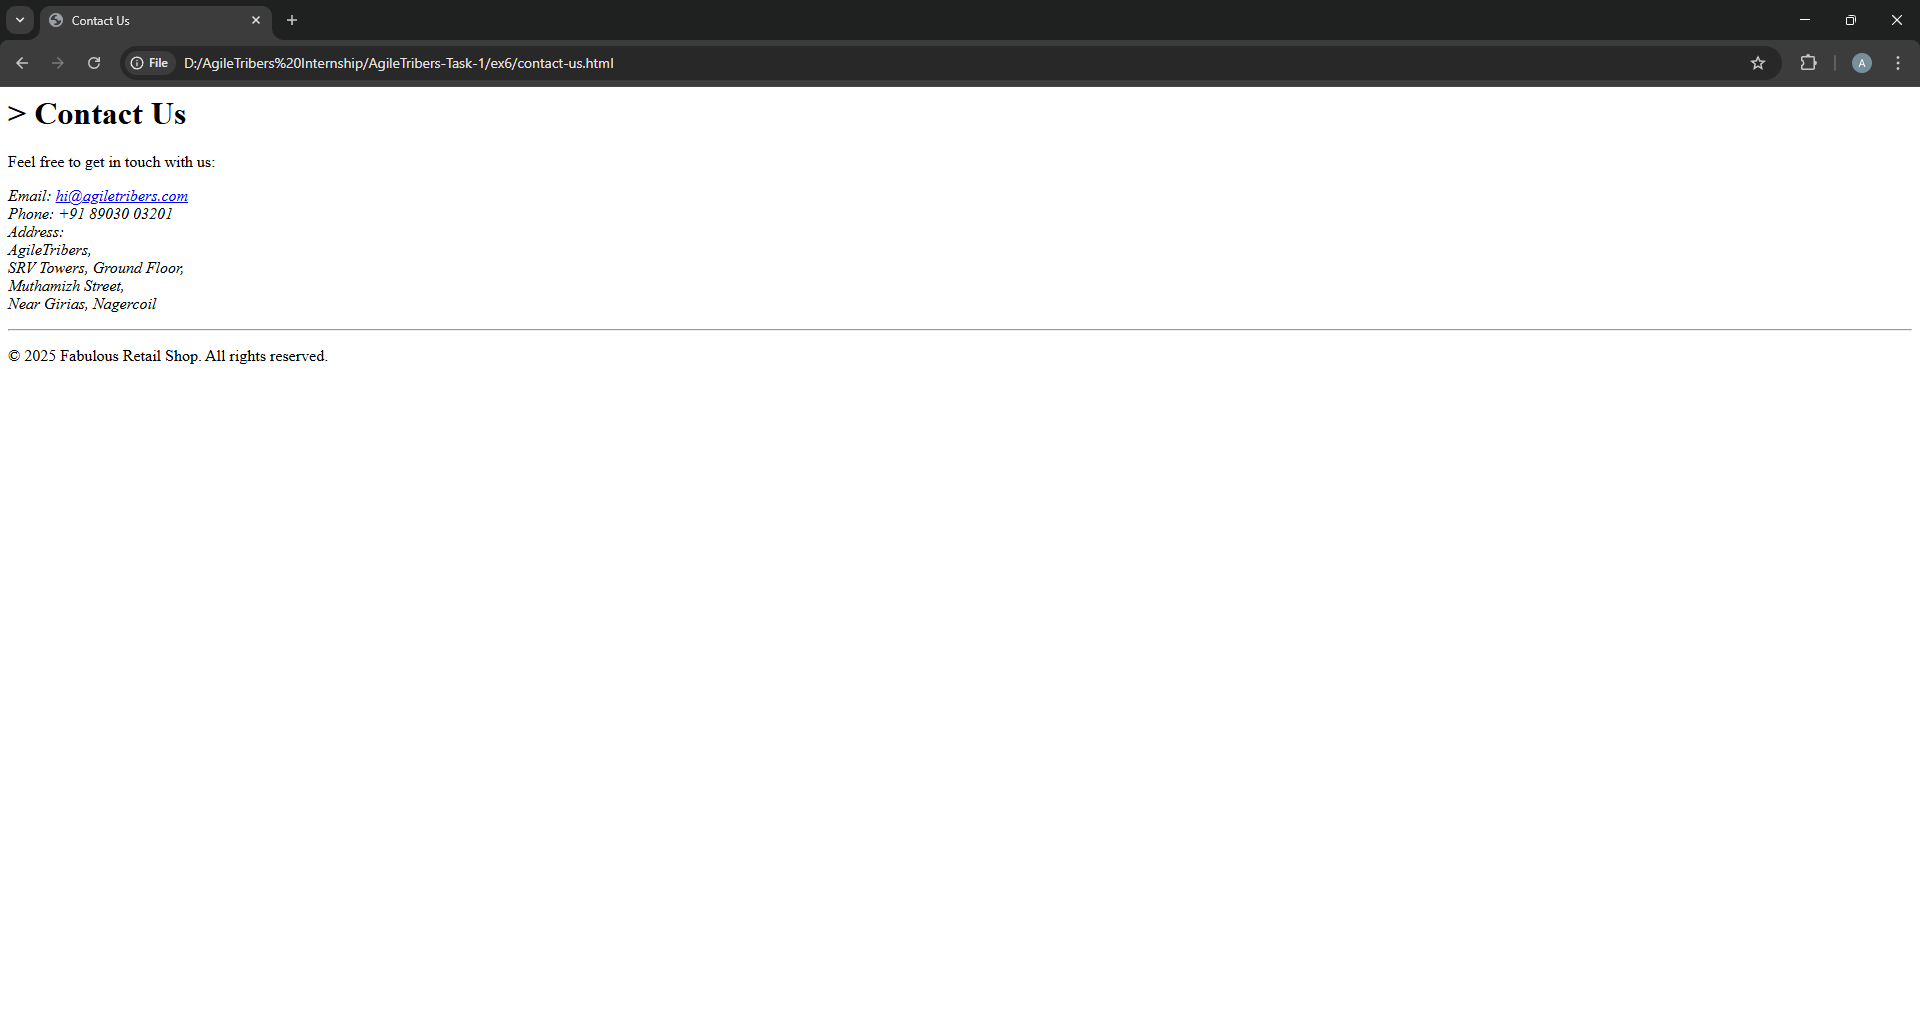 Contact Us
File
D:/AgileTribers%20Internship/AgileTribers-Task-1/ex6/contact-us.html
A
> Contact Us
Feel free to get in touch with us:
Email: hi@agiletribers.com
Phone: +91 89030 03201
Address:
AgileTribers,
SRV Towers, Ground Floor,
Muthamizh Street,
Near Girias, Nagercoil
© 2025 Fabulous Retail Shop. All rights reserved.